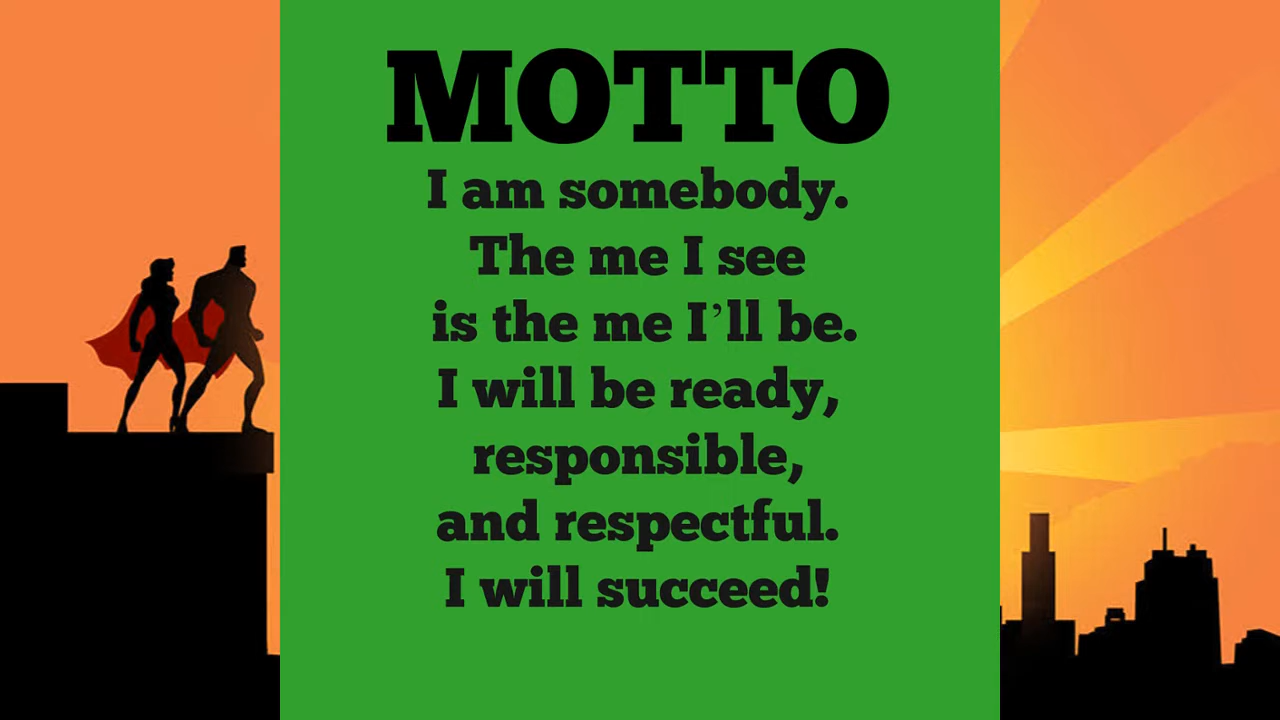 MOTTO
I am somebody.
The me I see
is the me I’ll be.
I will be ready,
responsible,
and respectful.
I will succeed!